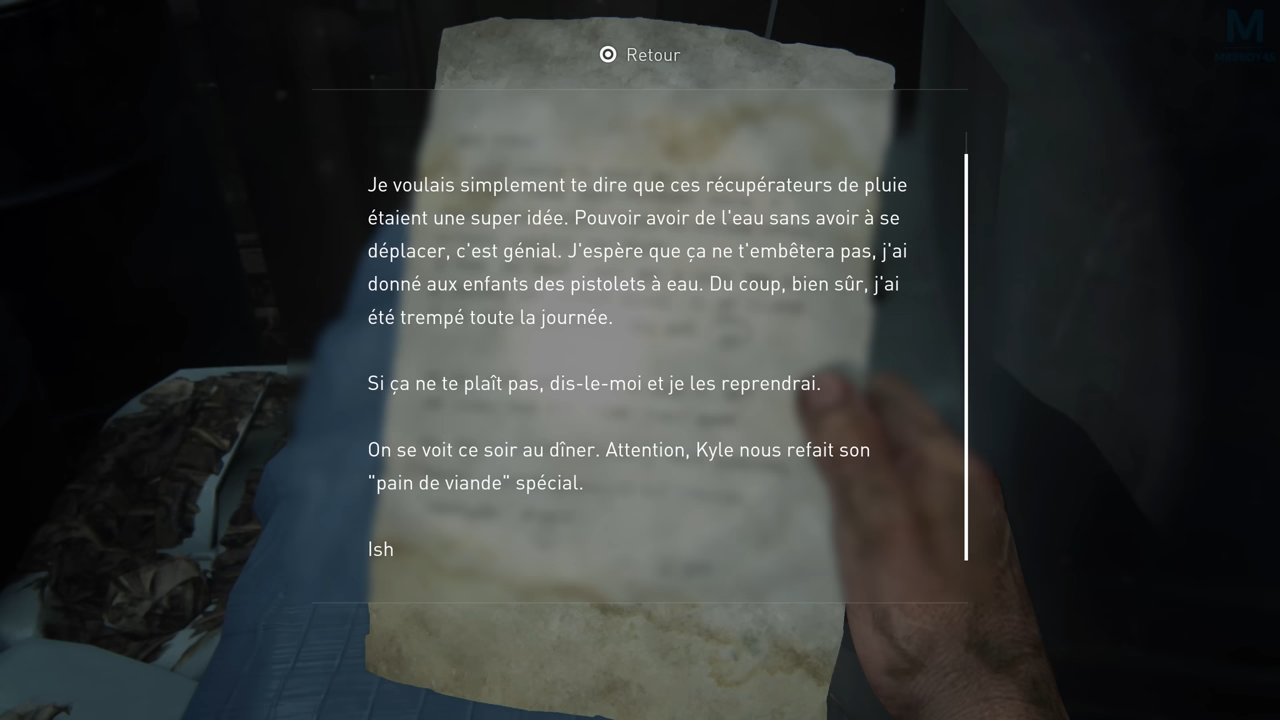 Retour
Je voulais simplement te dire que ces récupérateurs de pluie
étaient une super idée. Pouvoir avoir de l'eau sans avoir à se
déplacer, c'est génial. J'espère que ça ne t'embêtera pas, j'ai
donné aux enfants des pistolets à eau. Du coup, bien sûr, j'ai
été trempé toute la journée.
Si ça ne te plaît pas, dis-le-moi et je les reprendrai.
On se voit ce soir au dîner. Attention, Kyle nous refait son
"pain de viande" spécial.
Ish